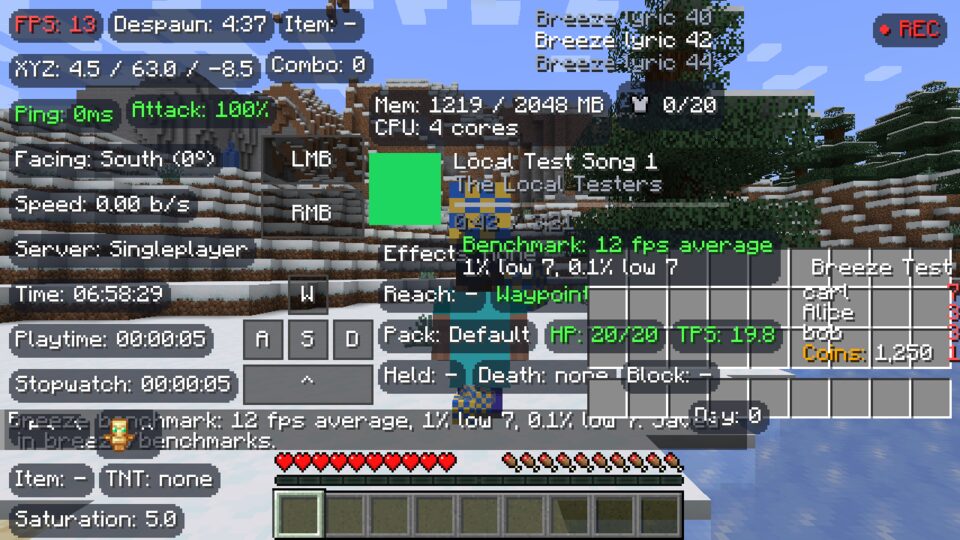 FPS: 13
Despawn: 4:37
Item: -
Breeze lyric 40
Breeze lyric 42
Breeze lyric 44
REC
XYZ: 4.5 / 63.0 / -8.5
Combo: 0
Ping: 0ms
Attack: 100%
Mem: 1219 / 2048 MB
CPU: 4 cores
0/20
Facing: South (0°)
LMB
Local Test Song 1
The Local Testers
Speed: 0.00 b/s
RMB
Server: Singleplayer
Benchmark: 12 fps average
1% low 7, 0.1% low 7
Breeze Test
Time: 06:58:29
W
Reach: -
Waypoint
carl
Alice
bob
Coins: 1,250
Playtime: 00:00:05
A
S
D
Pack: Default
HP: 20/20
TPS: 19.8
Stopwatch: 00:00:05
^
Held: -
Death: none
Block: -
Day: 0
Breeze benchmark: 12 fps average, 1% low 7, 0.1% low 7.
in breeze benchmarks.
Item: -
TNT: none
Saturation: 5.0